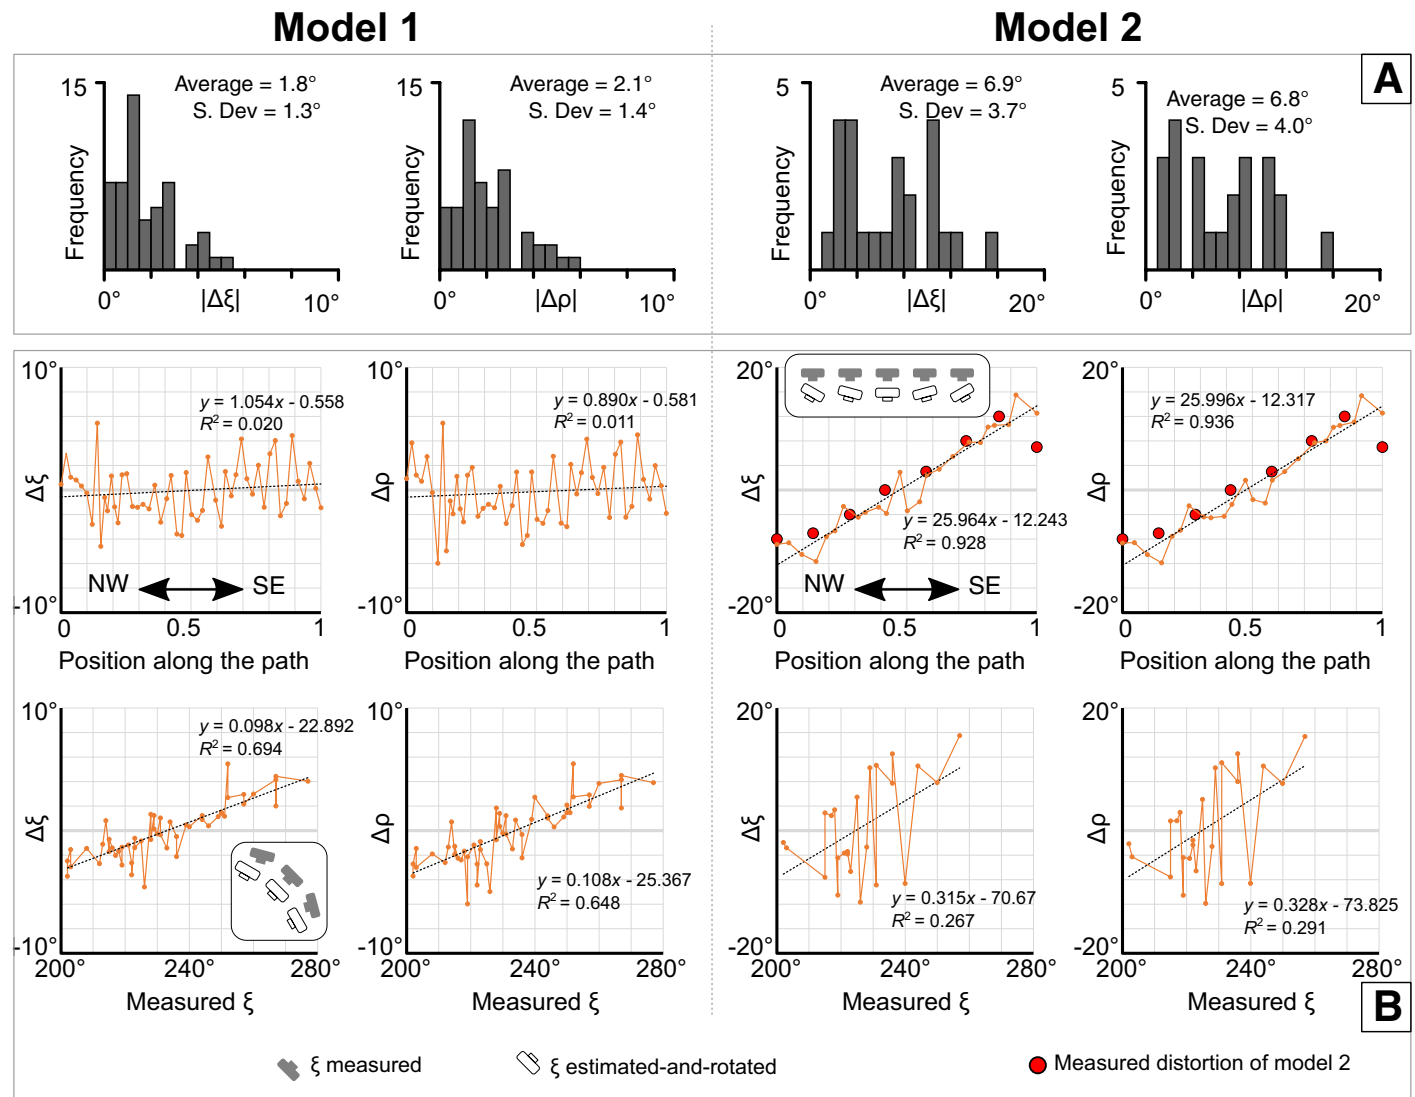 Model 1
Model 2
A
15
Average = 1.8°
S. Dev = 1.3°
Frequency
0°
|Δξ|
10°
15
Average = 2.1°
S. Dev = 1.4°
Frequency
0°
|Δρ|
10°
5
Average = 6.9°
S. Dev = 3.7°
Frequency
0°
|Δξ|
20°
5
Average = 6.8°
S. Dev = 4.0°
Frequency
0°
|Δρ|
20°
10°
y = 1.054x - 0.558
R² = 0.020
Δξ
NW
SE
-10°
0
0.5
1
Position along the path
y = 0.890x - 0.581
R² = 0.011
10°
Δρ
-10°
0
0.5
1
Position along the path
20°
Δξ
y = 25.964x - 12.243
R² = 0.928
NW
SE
-20°
0
0.5
1
Position along the path
20°
y = 25.996x - 12.317
R² = 0.936
Δρ
-20°
0
0.5
1
Position along the path
10°
y = 0.098x - 22.892
R² = 0.694
Δξ
-10°
200°
240°
280°
Measured ξ
10°
Δρ
y = 0.108x - 25.367
R² = 0.648
-10°
200°
240°
280°
Measured ξ
20°
Δξ
y = 0.315x - 70.67
R² = 0.267
-20°
200°
240°
280°
Measured ξ
20°
Δρ
y = 0.328x - 73.825
R² = 0.291
-20°
200°
240°
280°
Measured ξ
B
ξ measured
ξ estimated-and-rotated
Measured distortion of model 2